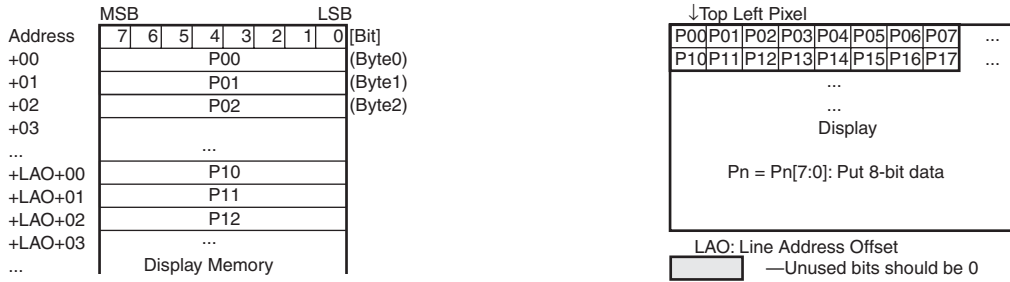 MSB LSB
Address 7 6 5 4 3 2 1 0 [Bit]
+00 P00 (Byte0)
+01 P01 (Byte1)
+02 P02 (Byte2)
+03
... ...
+LAO+00 P10
+LAO+01 P11
+LAO+02 P12
+LAO+03 ...
... Display Memory
↓Top Left Pixel
P00 P01 P02 P03 P04 P05 P06 P07 ...
P10 P11 P12 P13 P14 P15 P16 P17 ...
...
...
Display
Pn = Pn[7:0]: Put 8-bit data
LAO: Line Address Offset
—Unused bits should be 0